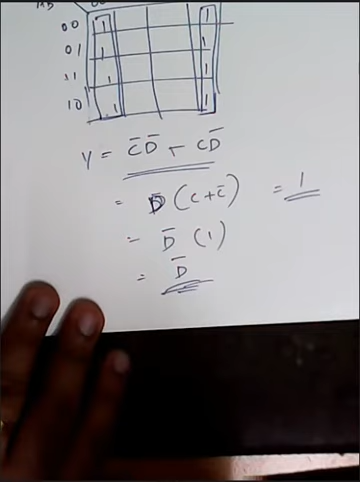 00 1 1
01 1 1
11 1 1
10 1 1
Y = C̅D̅ + CD̅
= D̅ (C+C̅) = 1
= D̅ (1)
= D̅